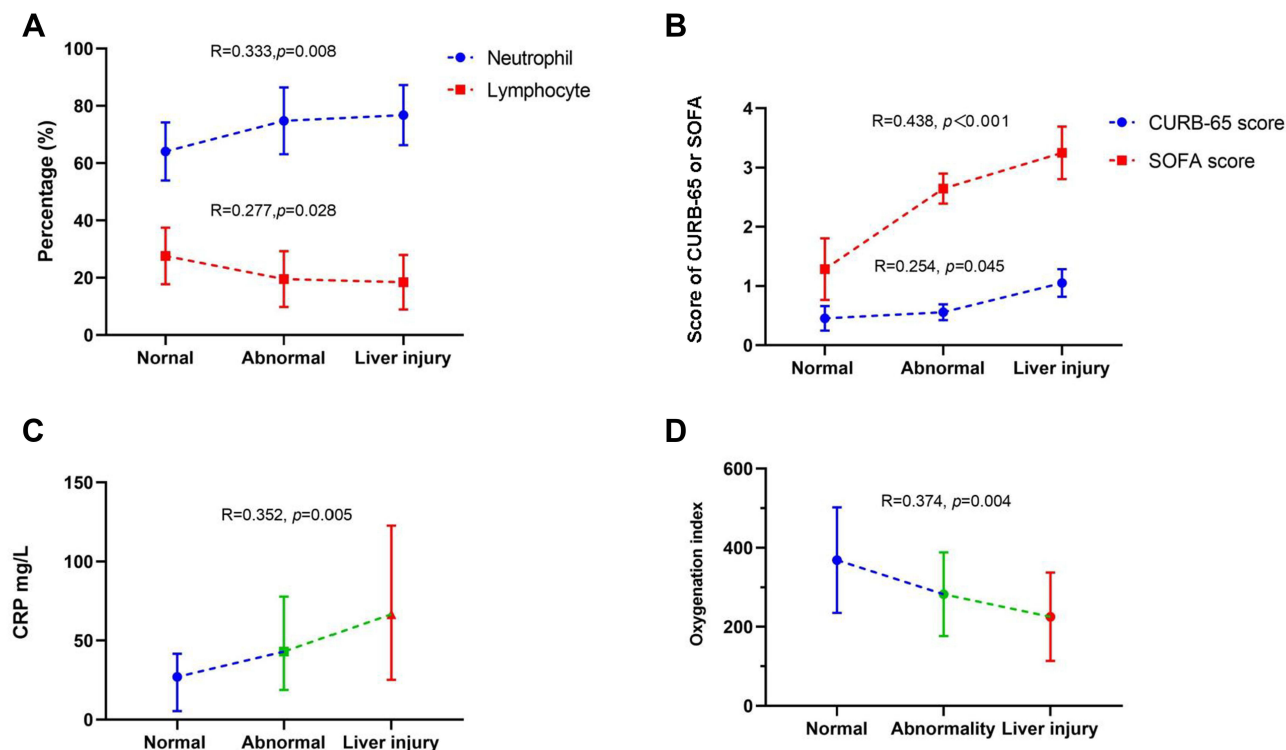 A
R=0.333,p=0.008
Neutrophil
Lymphocyte
Percentage (%)
100
80
60
40
20
0
R=0.277,p=0.028
Nornal
Abnormal
Liver injury
B
R=0.438, p<0.001
CURB-65 score
SOFA score
Score of CURB-65 or SOFA
4
3
2
1
0
R=0.254, p=0.045
Normal
Abnormal
Liver injury
C
R=0.352, p=0.005
CRP mg/L
150
100
50
0
Normal
Abnormal
Liver injury
D
R=0.374, p=0.004
Oxygenation index
600
400
200
0
Normal
Abnormality
Liver injury